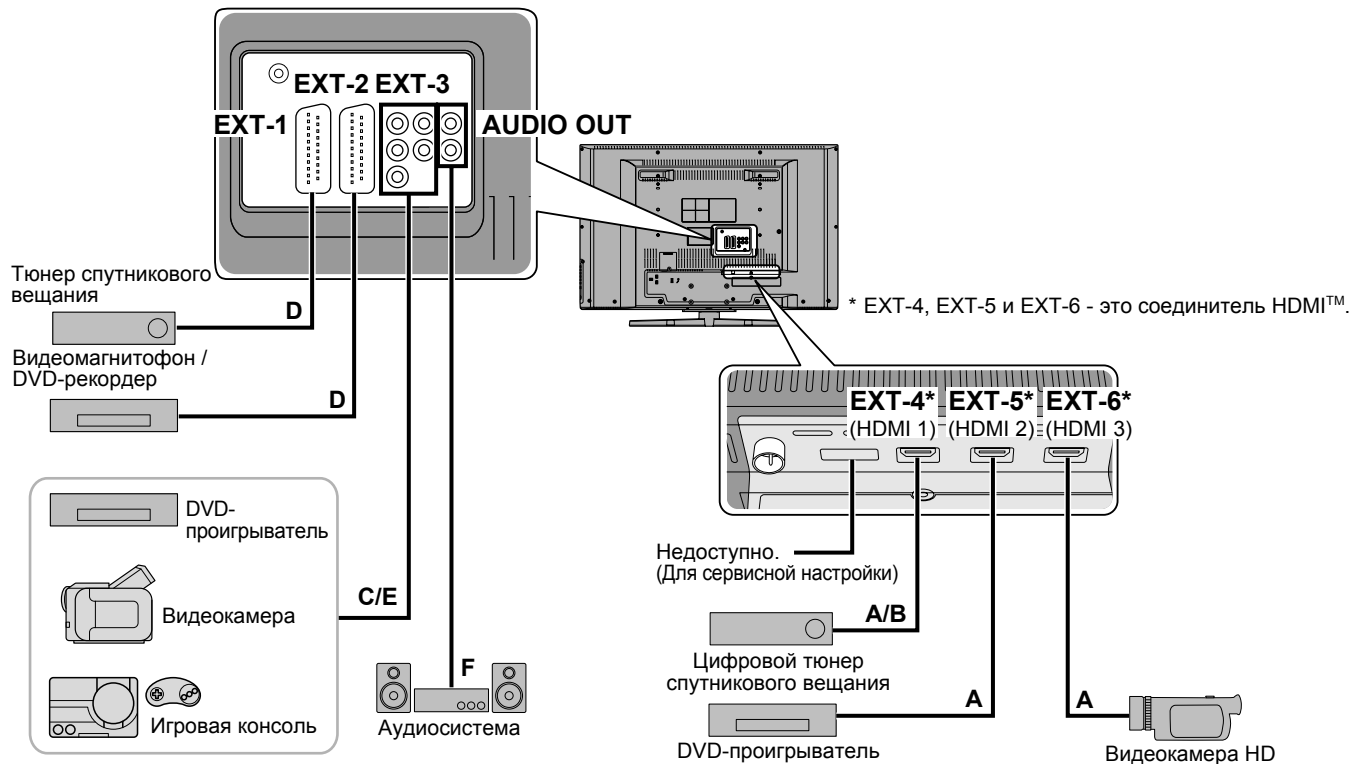 EXT-2 EXT-3
EXT-1
AUDIO OUT
Тюнер спутникового
вещания
D
Видеомагнитофон /
DVD-рекордер
D
* EXT-4, EXT-5 и EXT-6 - это соединитель HDMI™.
EXT-4* EXT-5* EXT-6*
(HDMI 1) (HDMI 2) (HDMI 3)
DVD-
проигрыватель
Видеокамера
Игровая консоль
C/E
F
Аудиосистема
Недоступно.
(Для сервисной настройки)
A/B
Цифровой тюнер
спутникового вещания
A
DVD-проигрыватель
A
Видеокамера HD